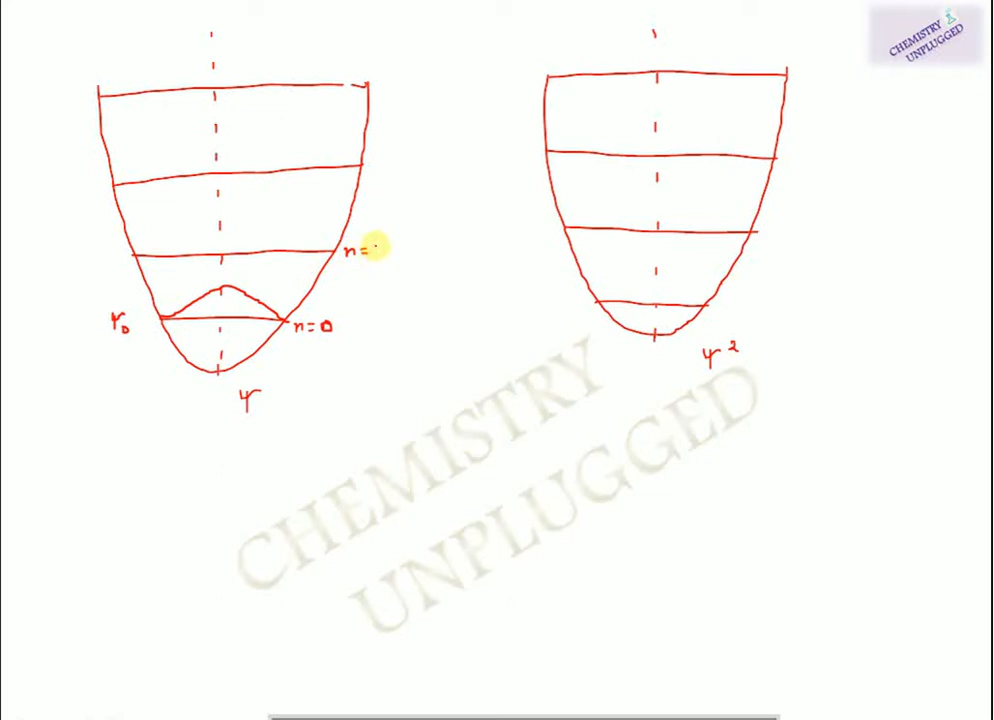 CHEMISTRY
UNPLUGGED
n=
ψ₀
n=0
ψ
ψ²
CHEMISTRY
UNPLUGGED